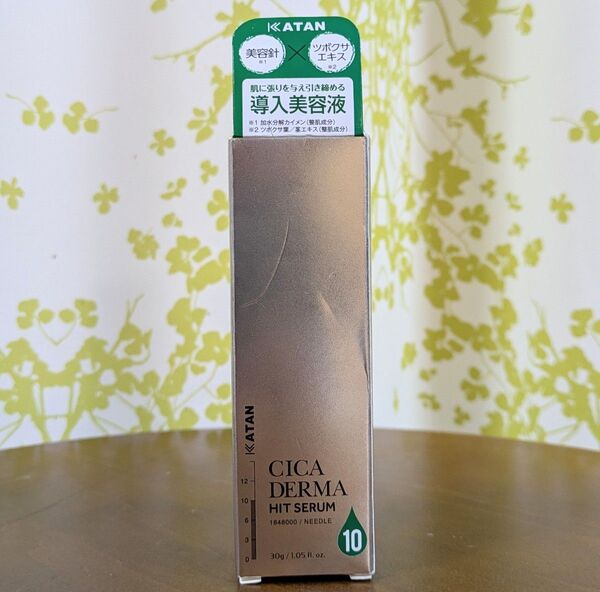 KATAN
美容針 × ツボクサ
※1 エキス
※2
肌に張りを与え引き締める
導入美容液
※1 加水分解カイメン(整肌成分)
※2 ツボクサ葉/茎エキス(整肌成分)
KATAN
12
10
6
3
0
CICA
DERMA
HIT SERUM
1648000 / NEEDLE
10
30g / 1.05 fl. oz.